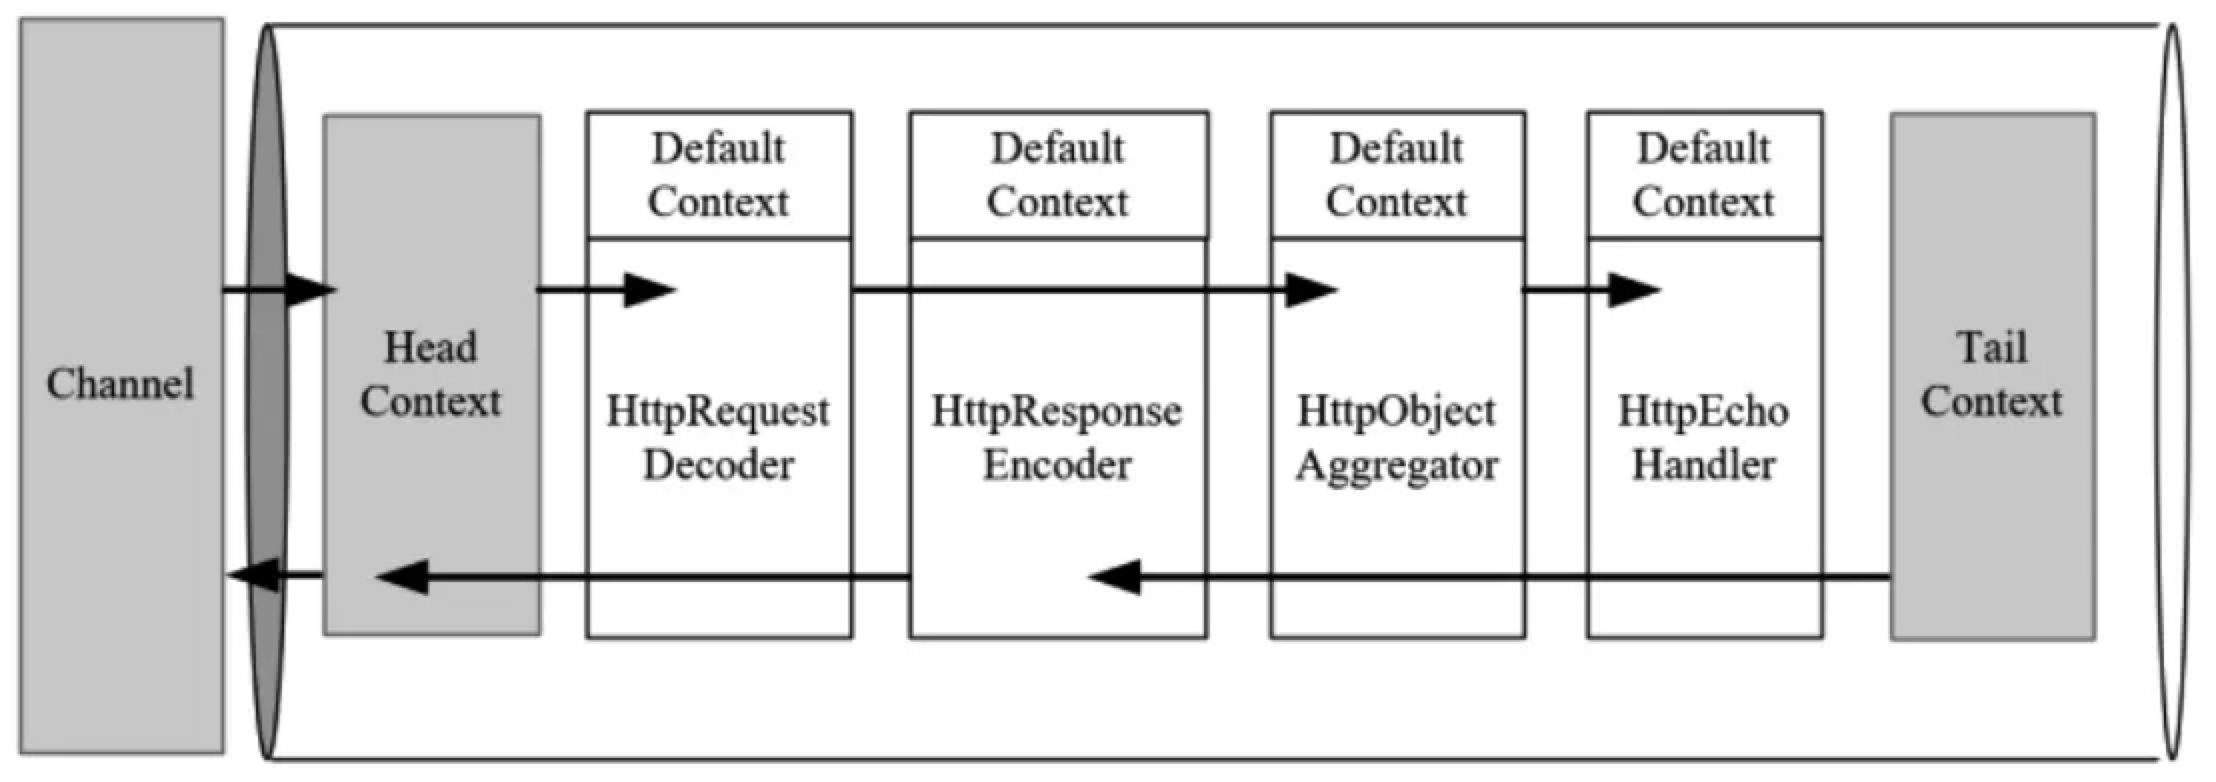 Channel
Head
Context
Default
Context
HttpRequest
Decoder
Default
Context
HttpResponse
Encoder
Default
Context
HttpObject
Aggregator
Default
Context
HttpEcho
Handler
Tail
Context